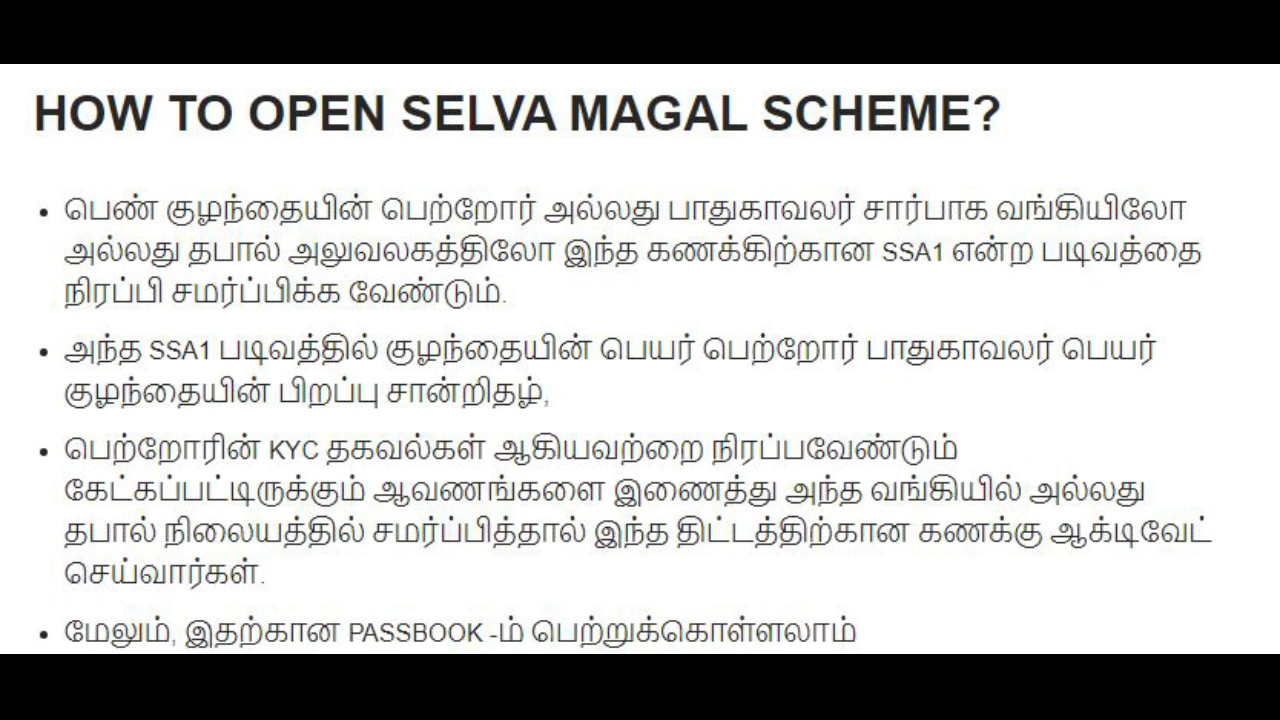 HOW TO OPEN SELVA MAGAL SCHEME?
• பெண் குழந்தையின் பெற்றோர் அல்லது பாதுகாவலர் சார்பாக வங்கியிலோ
அல்லது தபால் அலுவலகத்திலோ இந்த கணக்கிற்கான SSA1 என்ற படிவத்தை
நிரப்பி சமர்ப்பிக்க வேண்டும்.
• அந்த SSA1 படிவத்தில் குழந்தையின் பெயர் பெற்றோர் பாதுகாவலர் பெயர்
குழந்தையின் பிறப்பு சான்றிதழ்,
• பெற்றோரின் KYC தகவல்கள் ஆகியவற்றை நிரப்பவேண்டும்
கேட்கப்பட்டிருக்கும் ஆவணங்களை இணைத்து அந்த வங்கியில் அல்லது
தபால் நிலையத்தில் சமர்ப்பித்தால் இந்த திட்டத்திற்கான கணக்கு ஆக்டிவேட்
செய்வார்கள்.
• மேலும், இதற்கான PASSBOOK -ம் பெற்றுக்கொள்ளலாம்